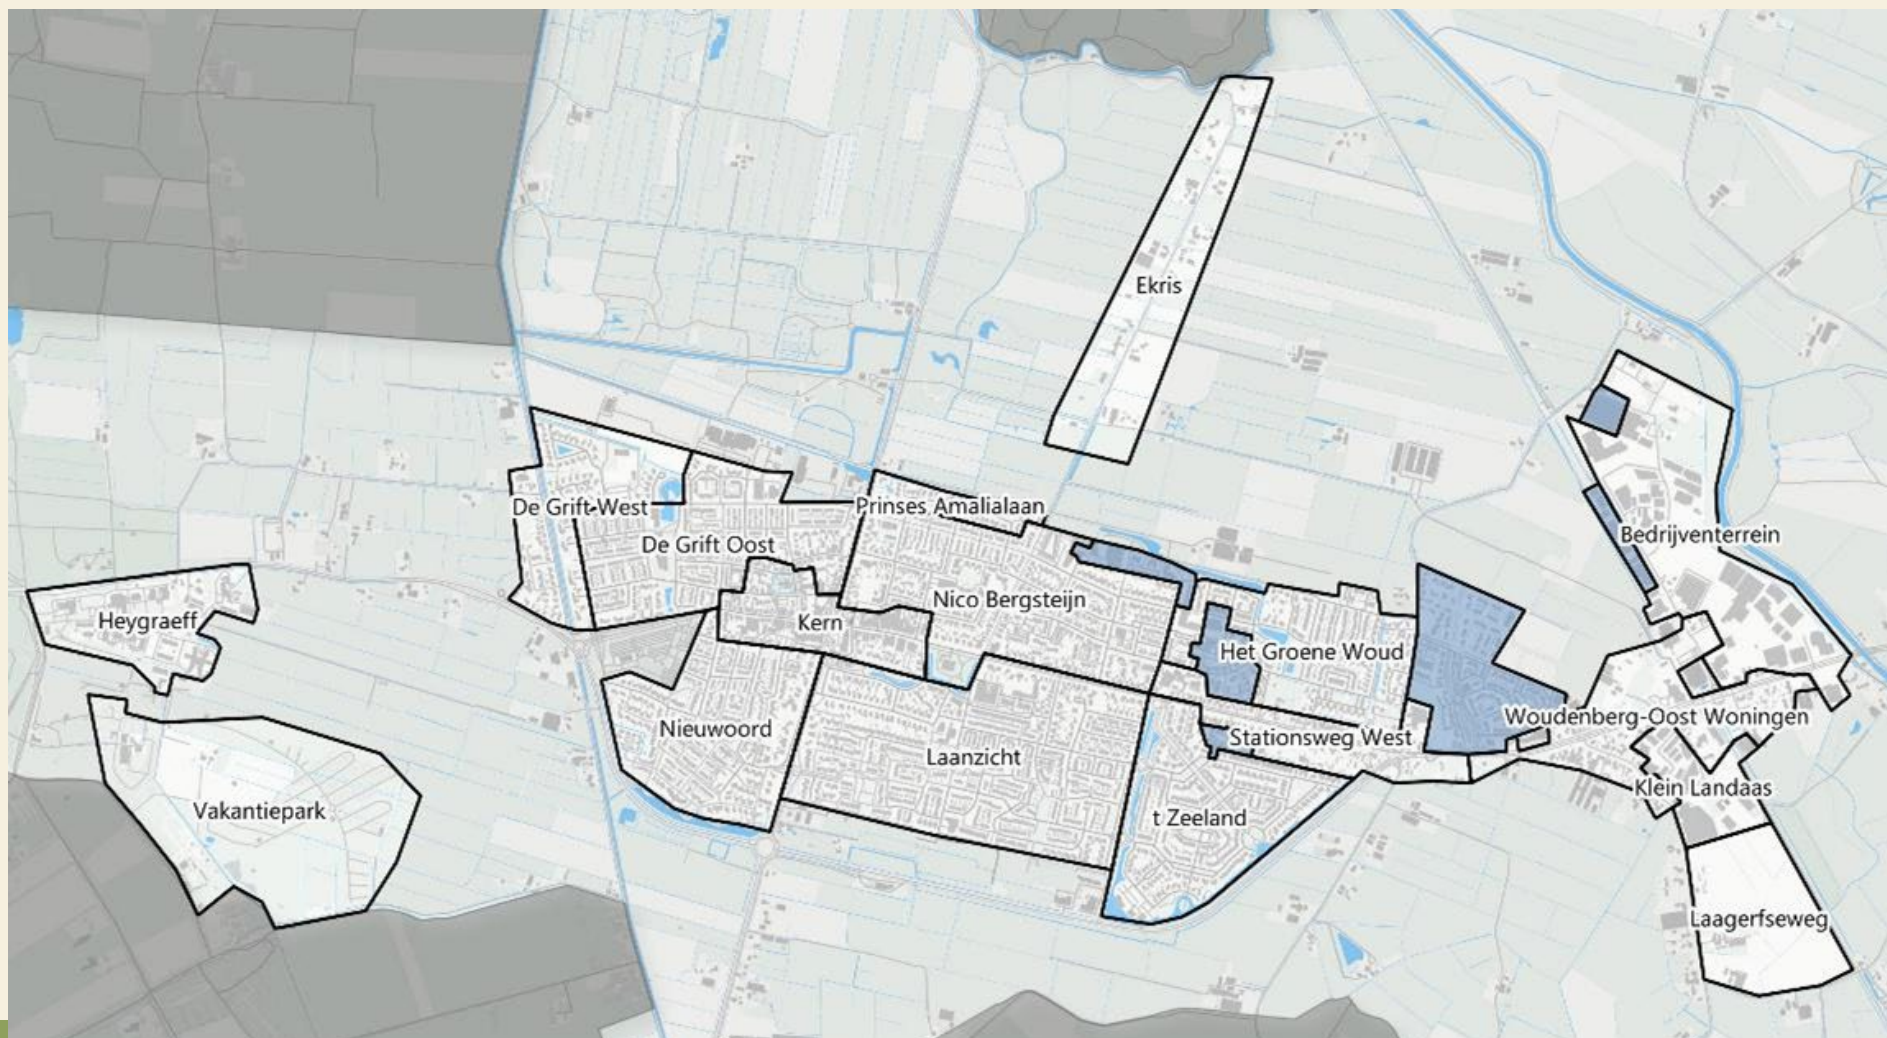 Ekris
De Grift-West
Prinses Amalialaan
De Grift Oost
Bedrijventerrein
Nico Bergsteijn
Heygraeff
Kern
Het Groene Woud
Woudenberg-Oost Woningen
Nieuwoord
Stationsweg West
Laanzicht
Klein Landaas
Vakantiepark
t Zeeland
Laagerfseweg